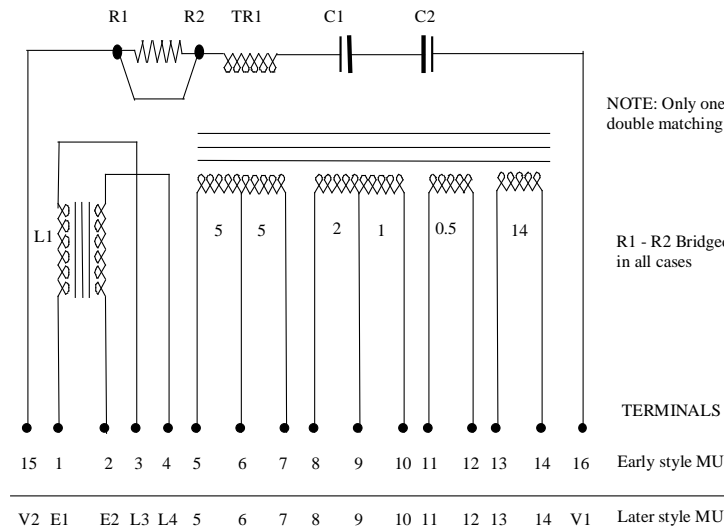 R1 R2 TR1 C1 C2
NOTE: Only one
double matching
L1
5 5 2 1 0.5 14
R1 - R2 Bridged
in all cases
TERMINALS
15 1 2 3 4 5 6 7 8 9 10 11 12 13 14 16 Early style MU
V2 E1 E2 L3 L4 5 6 7 8 9 10 11 12 13 14 V1 Later style MU